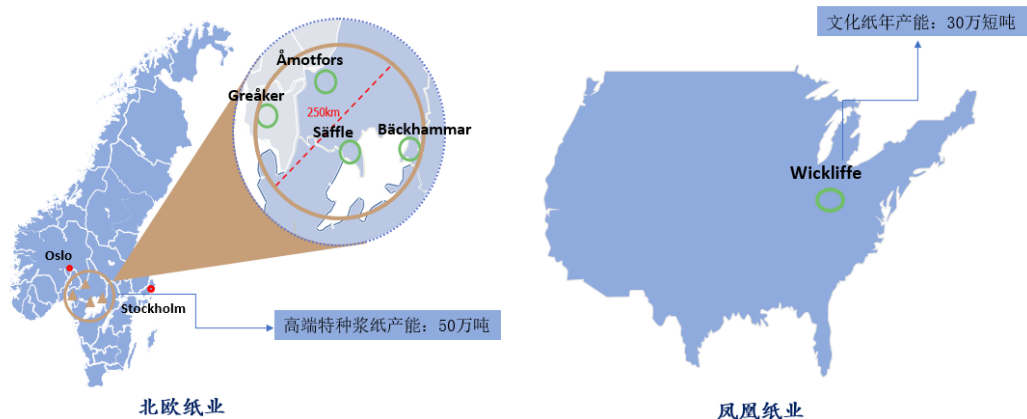 Åmotfors
Greåker
250km
Säffle
Bäckhammar
Oslo
Stockholm
高端特种浆纸产能：50万吨
北欧纸业
文化纸年产能：30万短吨
Wickliffe
凤凰纸业